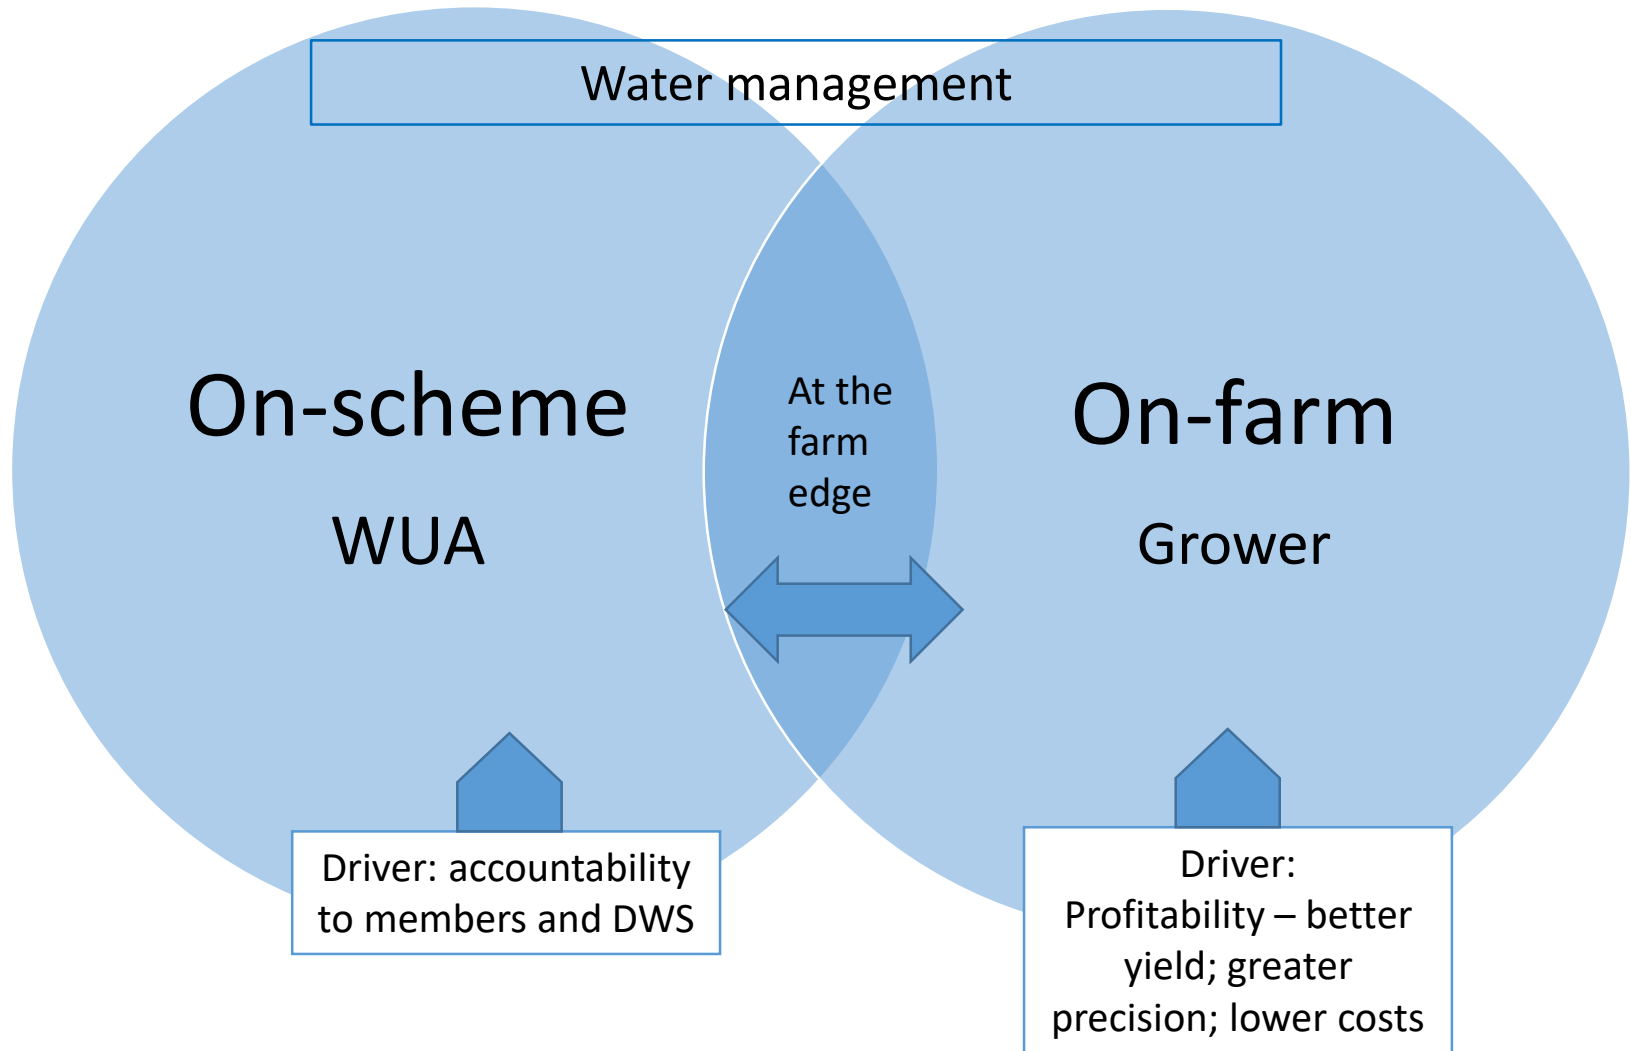 Water management
On-scheme
WUA
At the
farm
edge
On-farm
Grower
Driver: accountability
to members and DWS
Driver:
Profitability – better
yield; greater
precision; lower costs